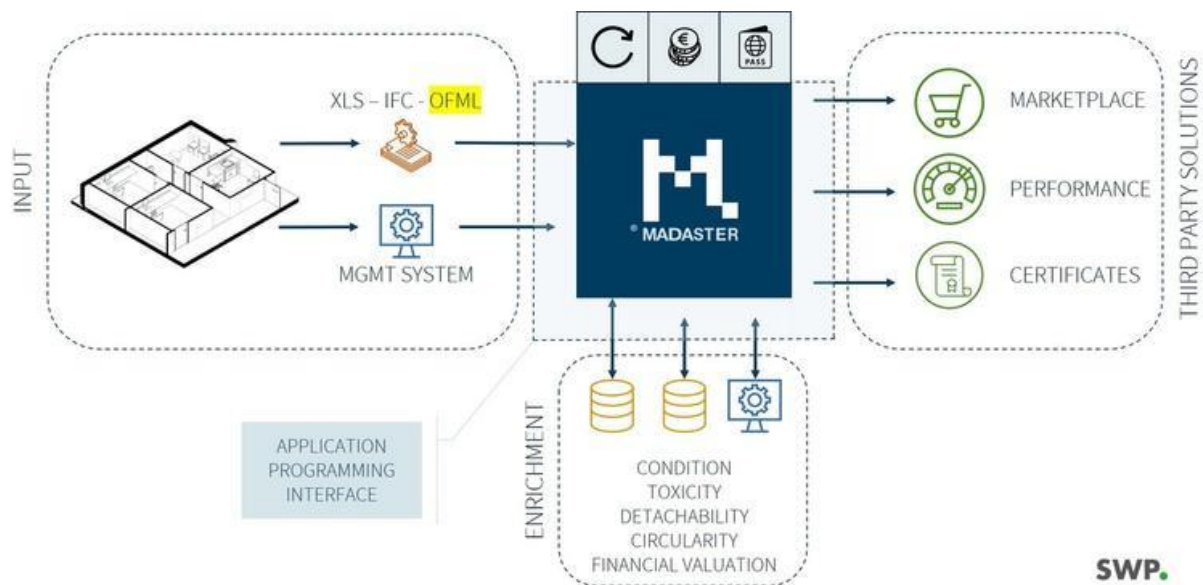 INPUT
XLS – IFC - OFML
MGMT SYSTEM
PASS
MADASTER
MARKETPLACE
PERFORMANCE
CERTIFICATES
THIRD PARTY SOLUTIONS
APPLICATION
PROGRAMMING
INTERFACE
ENRICHMENT
CONDITION
TOXICITY
DETACHABILITY
CIRCULARITY
FINANCIAL VALUATION
SWP.